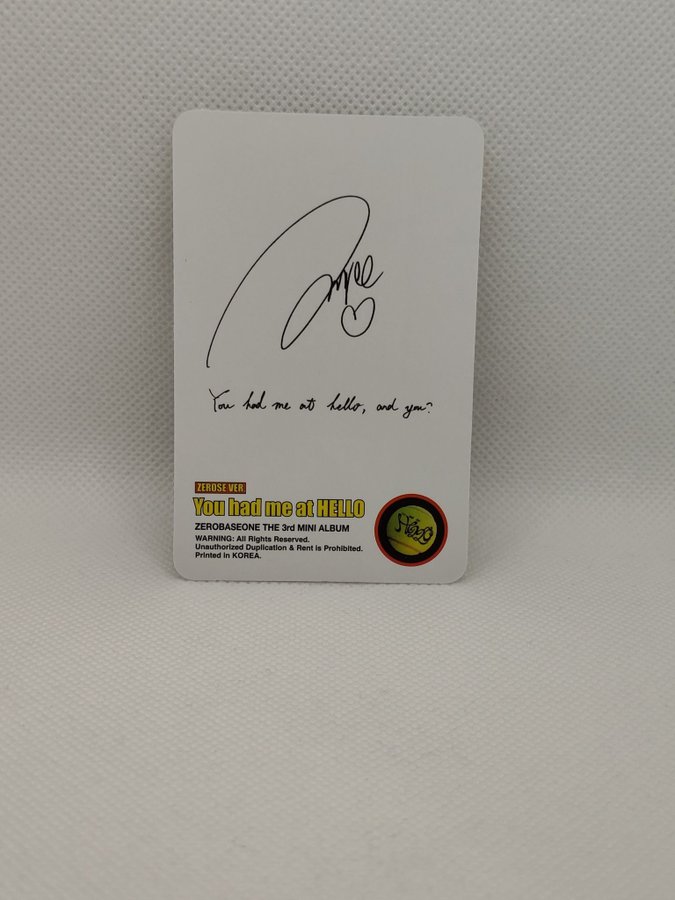 You had me at hello, and you?
ZEROSE VER.
You had me at HELLO
ZEROBASEONE THE 3rd MINI ALBUM
WARNING: All Rights Reserved.
Unauthorized Duplication & Rent is Prohibited.
Printed in KOREA.